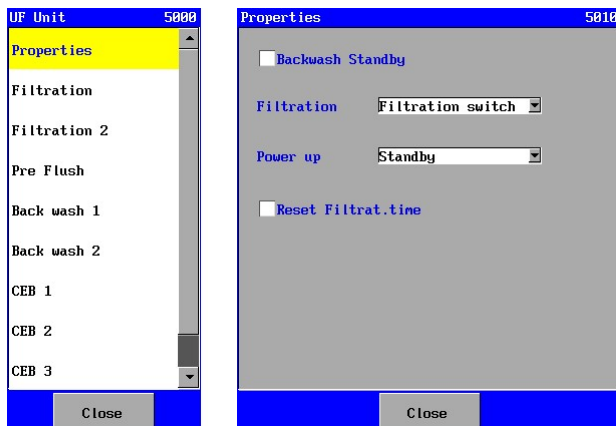 UF Unit 5000
Properties
Filtration
Filtration 2
Pre Flush
Back wash 1
Back wash 2
CEB 1
CEB 2
CEB 3
Close
Properties 5010
Backwash Standby
Filtration Filtration switch
Power up Standby
Reset Filtrat.time
Close